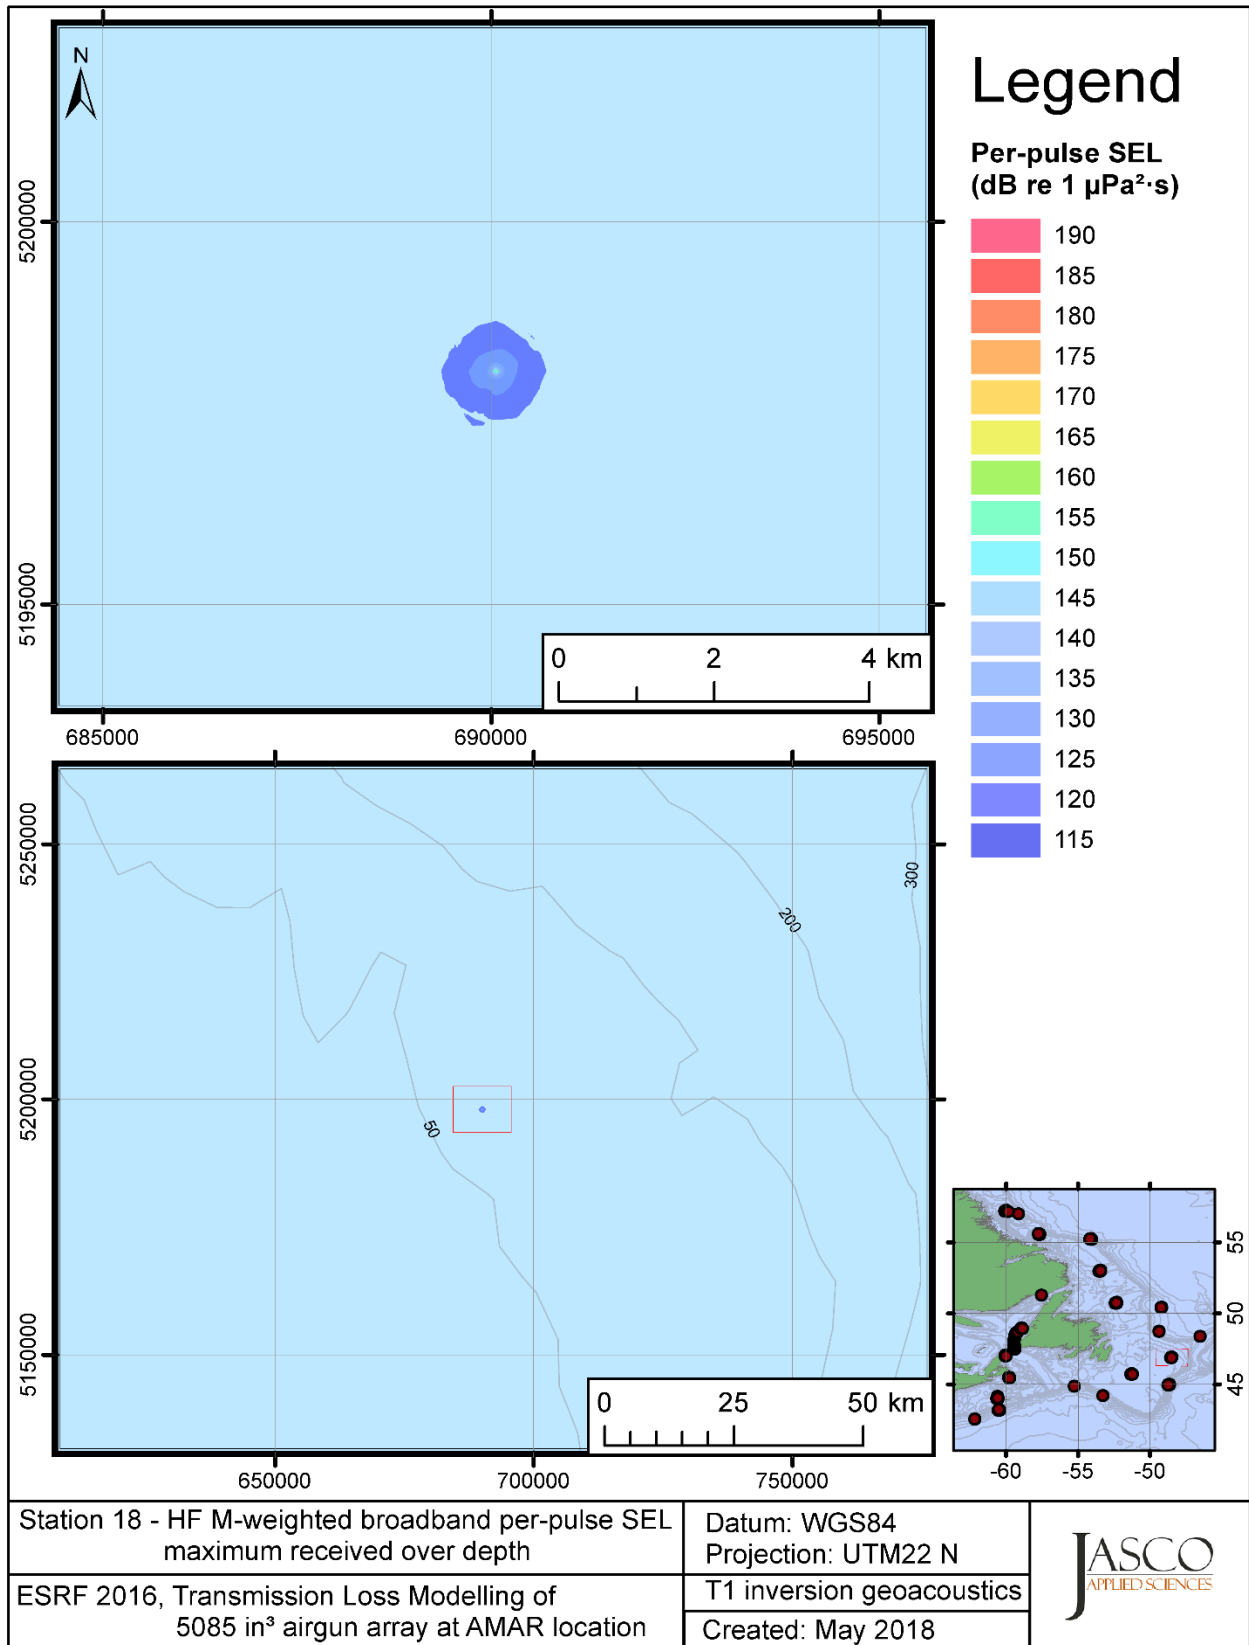 N
5200000
5195000
0 2 4 km
685000 690000 695000
Legend
Per-pulse SEL
(dB re 1 µPa²·s)
190
185
180
175
170
165
160
155
150
145
140
135
130
125
120
115
5250000
5200000
5150000
300
200
50
0 25 50 km
650000 700000 750000
55
50
45
-60 -55 -50
Station 18 - HF M-weighted broadband per-pulse SEL
maximum received over depth
ESRF 2016, Transmission Loss Modelling of
5085 in³ airgun array at AMAR location
Datum: WGS84
Projection: UTM22 N
T1 inversion geoacoustics
Created: May 2018
JASCO
APPLIED SCIENCES